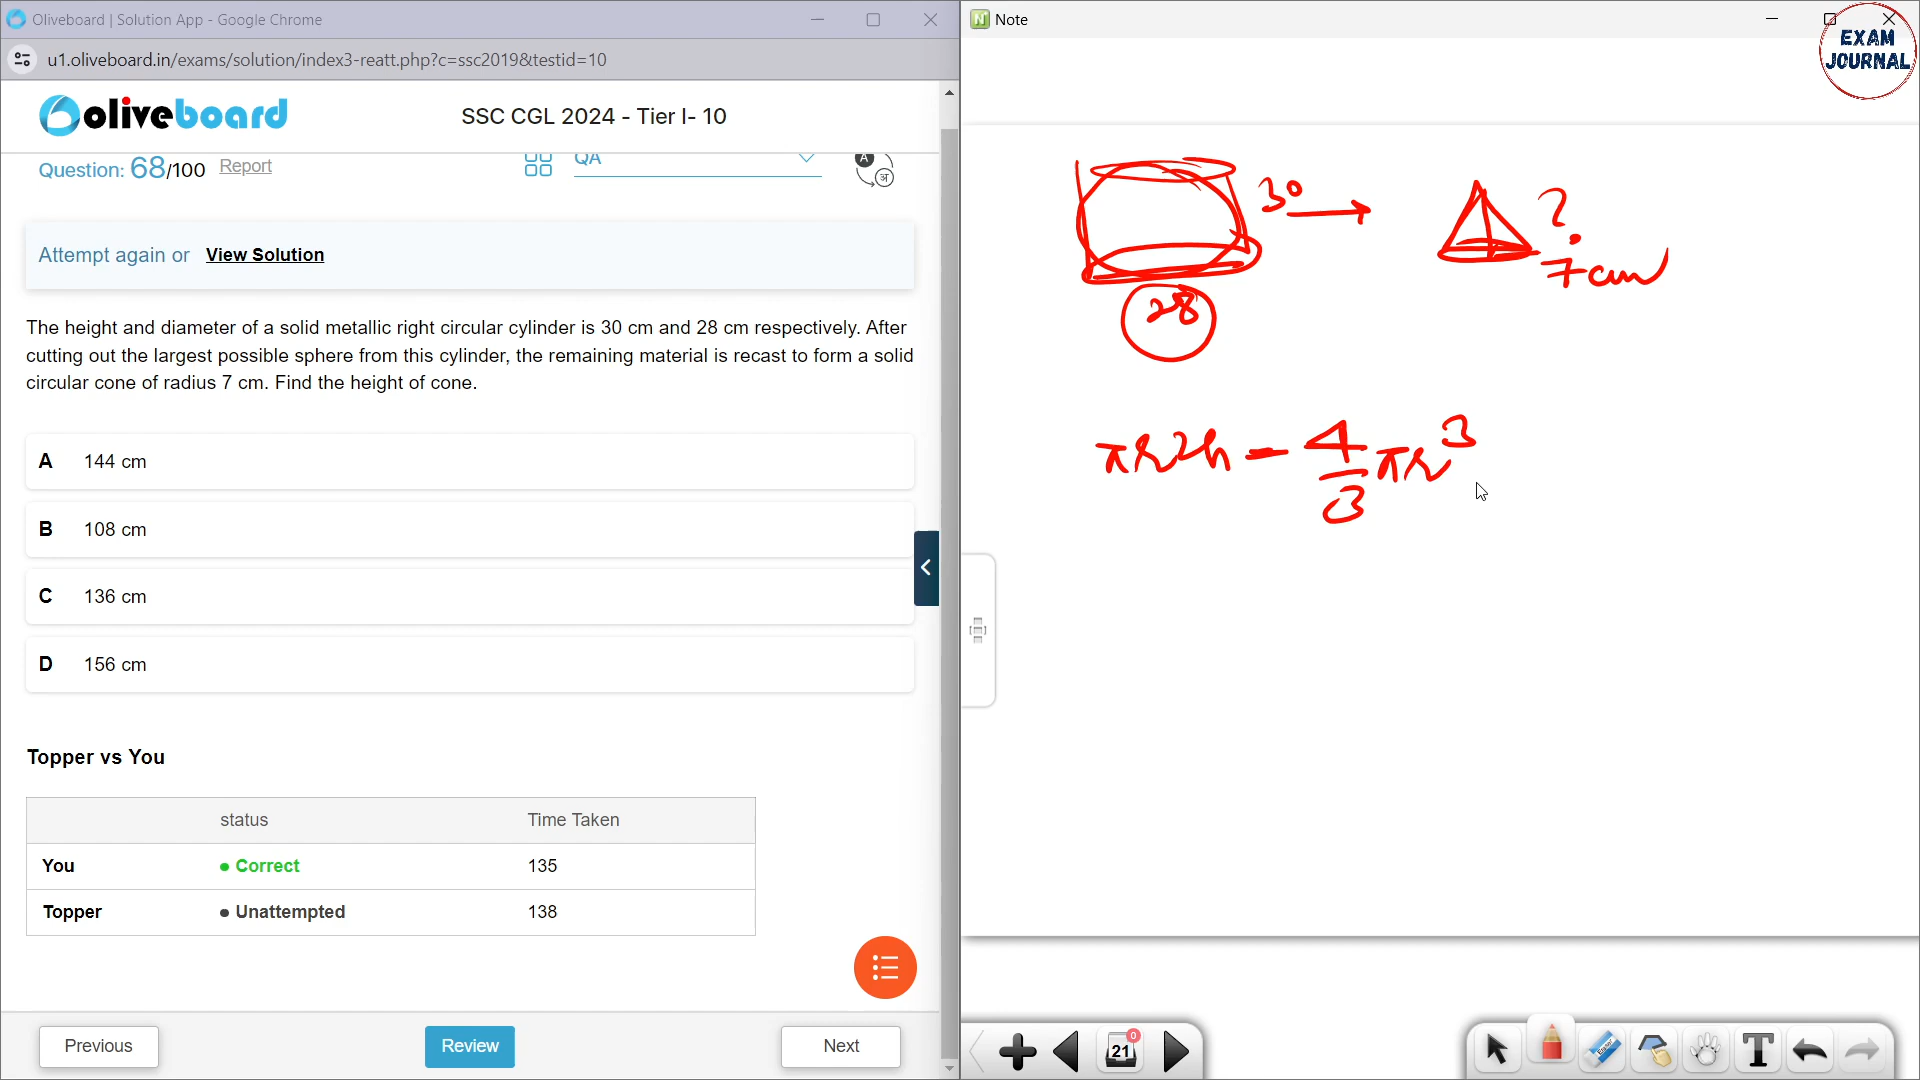 Oliveboard | Solution App - Google Chrome
u1.oliveboard.in/exams/solution/index3-reatt.php?c=ssc2019&testid=10
oliveboard
SSC CGL 2024 - Tier I- 10
Question: 68/100 Report
QA
A
अ
Attempt again or View Solution
The height and diameter of a solid metallic right circular cylinder is 30 cm and 28 cm respectively. After
cutting out the largest possible sphere from this cylinder, the remaining material is recast to form a solid
circular cone of radius 7 cm. Find the height of cone.
A 144 cm
B 108 cm
C 136 cm
D 156 cm
Topper vs You
status Time Taken
You Correct 135
Topper Unattempted 138
Previous Review Next
N Note
EXAM
JOURNAL
30
?
7cm
28
πr2h - 4/3 πr³
21
0
T